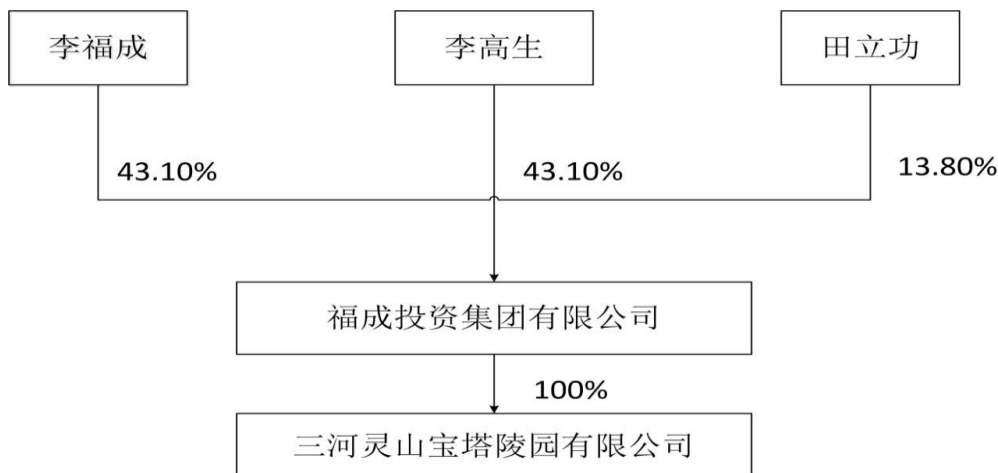 李福成
李高生
田立功
43.10%
43.10%
13.80%
福成投资集团有限公司
100%
三河灵山宝塔陵园有限公司